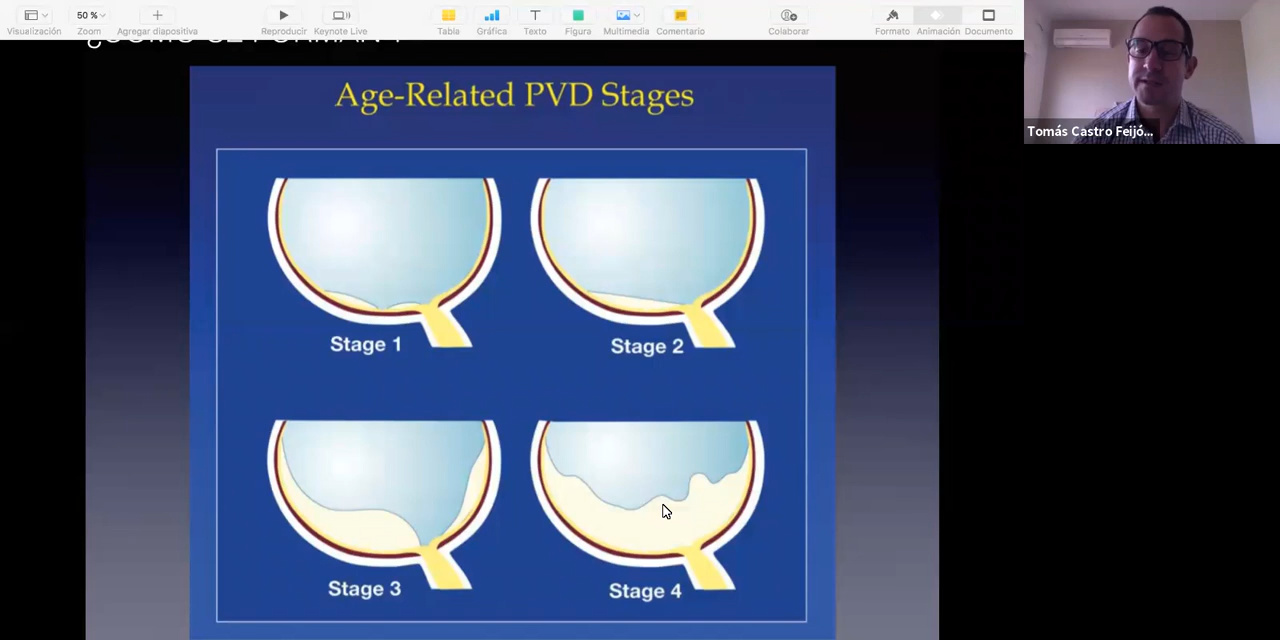 50 %
Visualización
Zoom
Agregar diapositiva
Reproducir
Keynote Live
Tabla
Gráfica
Texto
Figura
Multimedia
Comentario
Colaborar
Formato
Animación
Documento
Tomás Castro Feijó...
Age-Related PVD Stages
Stage 1
Stage 2
Stage 3
Stage 4